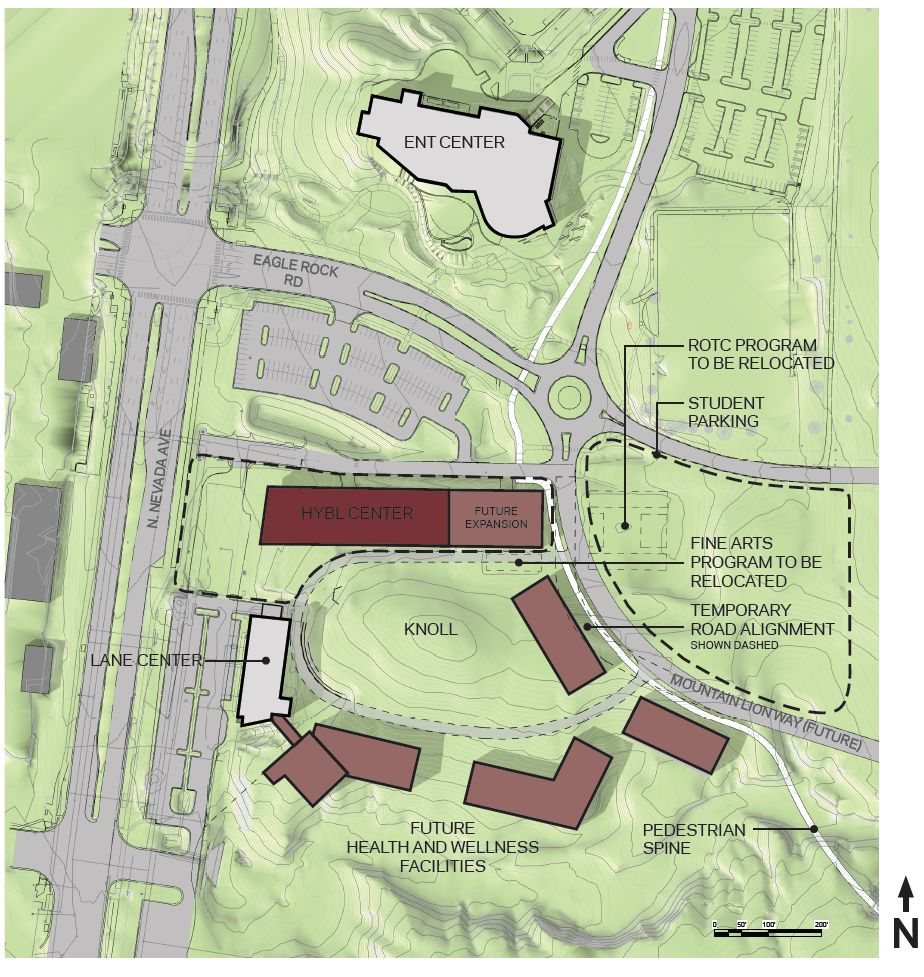 ENT CENTER
EAGLE ROCK
RD
ROTC PROGRAM
TO BE RELOCATED
STUDENT
PARKING
N. NEVADA AVE
HYBL CENTER
FUTURE
EXPANSION
FINE ARTS
PROGRAM TO BE
RELOCATED
TEMPORARY
ROAD ALIGNMENT
SHOWN DASHED
KNOLL
LANE CENTER
MOUNTAIN LION WAY (FUTURE)
FUTURE
HEALTH AND WELLNESS
FACILITIES
PEDESTRIAN
SPINE
0 50' 100' 200'
N